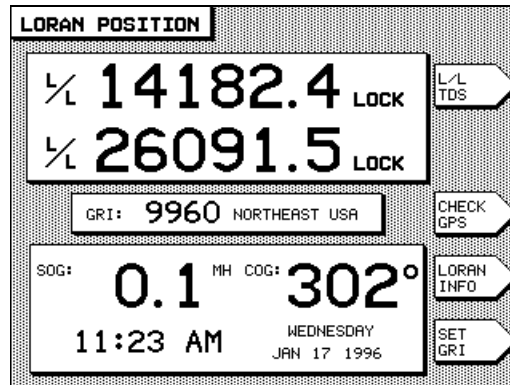 LORAN POSITION
L/L 14182.4 LOCK
L/L 26091.5 LOCK
L/L
TDS
GRI: 9960 NORTHEAST USA
CHECK
GPS
SOG: 0.1 MH COG: 302°
LORAN
INFO
11:23 AM
WEDNESDAY
JAN 17 1996
SET
GRI